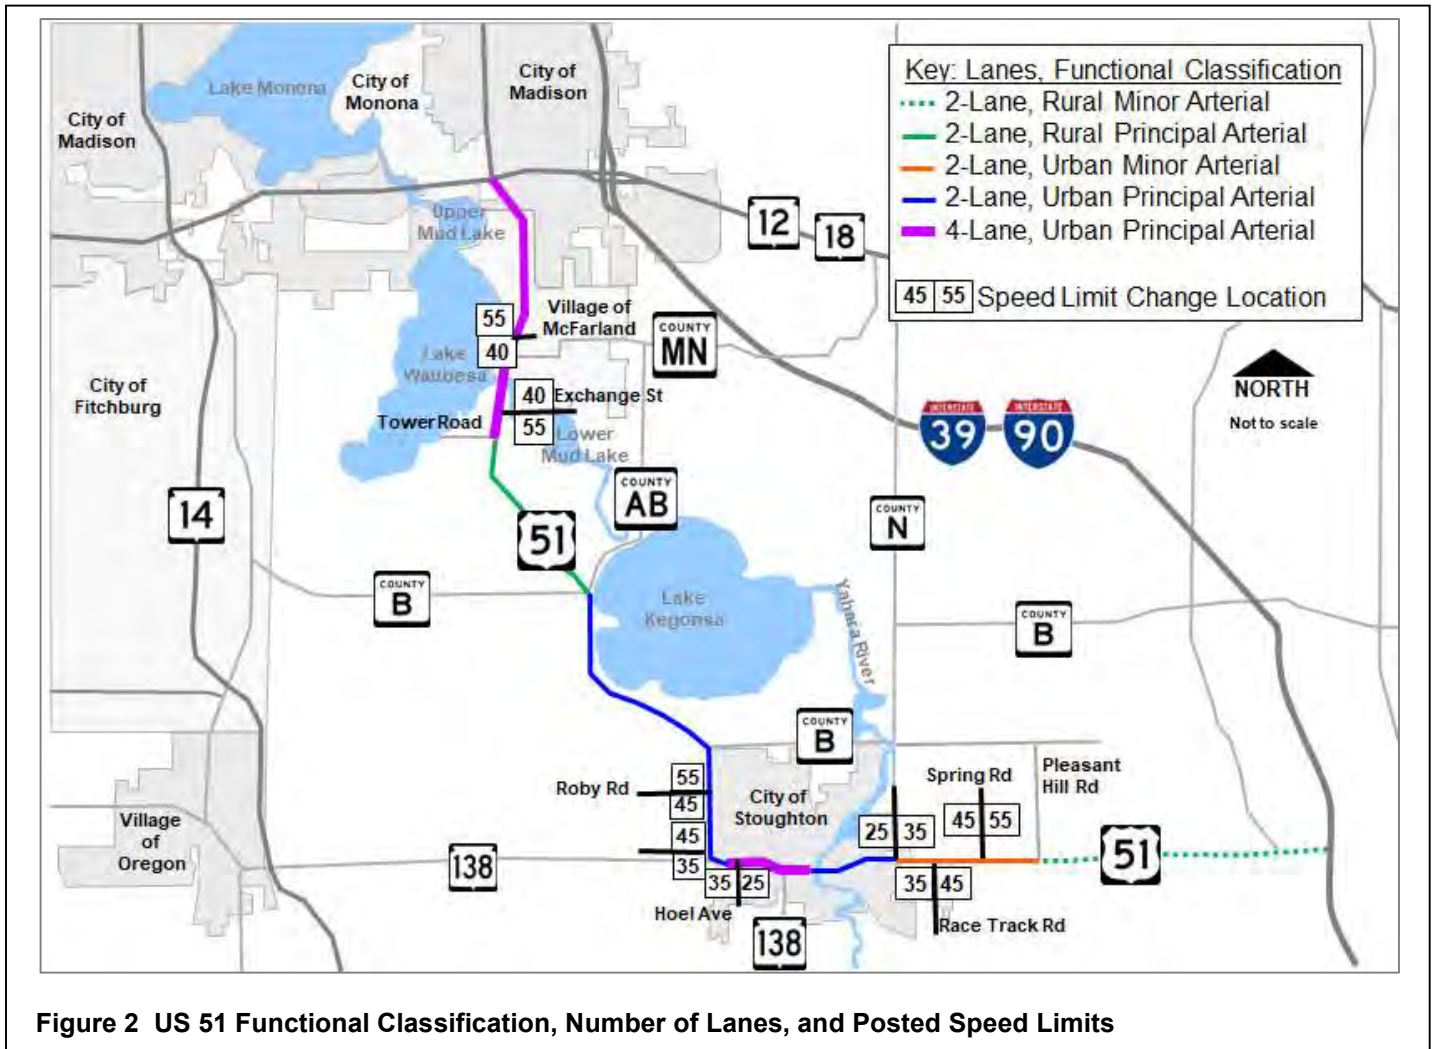 Lake Monona
City of
Monona
City of
Madison
City of
Madison
Key: Lanes, Functional Classification
2-Lane, Rural Minor Arterial
2-Lane, Rural Principal Arterial
2-Lane, Urban Minor Arterial
2-Lane, Urban Principal Arterial
4-Lane, Urban Principal Arterial
45 55 Speed Limit Change Location
Upper
Mud Lake
12
18
55
40
Village of
McFarland
COUNTY
MN
Lake
Waubesa
City of
Fitchburg
Tower Road
40
55
Exchange St
Lower
Mud Lake
INTERSTATE
39
INTERSTATE
90
NORTH
Not to scale
14
COUNTY
AB
51
COUNTY
N
COUNTY
B
Lake
Kegonsa
Yahara River
COUNTY
B
COUNTY
B
Roby Rd
55
45
45
35
City of
Stoughton
Spring Rd
Pleasant
Hill Rd
25 35
45 55
51
Village
of
Oregon
138
35 25
Hoel Ave
138
35 45
Race Track Rd
Figure 2 US 51 Functional Classification, Number of Lanes, and Posted Speed Limits